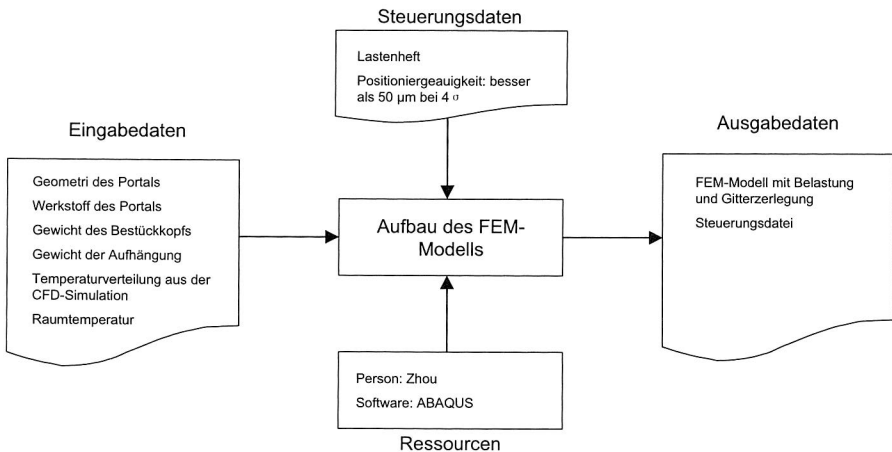 Steuerungsdaten
Lastenheft
Positioniergeauigkeit: besser
als 50 µm bei 4 σ
Eingabedaten
Geometri des Portals
Werkstoff des Portals
Gewicht des Bestückkopfs
Gewicht der Aufhängung
Temperaturverteilung aus der
CFD-Simulation
Raumtemperatur
Aufbau des FEM-
Modells
Ausgabedaten
FEM-Modell mit Belastung
und Gitterzerlegung
Steuerungsdatei
Person: Zhou
Software: ABAQUS
Ressourcen